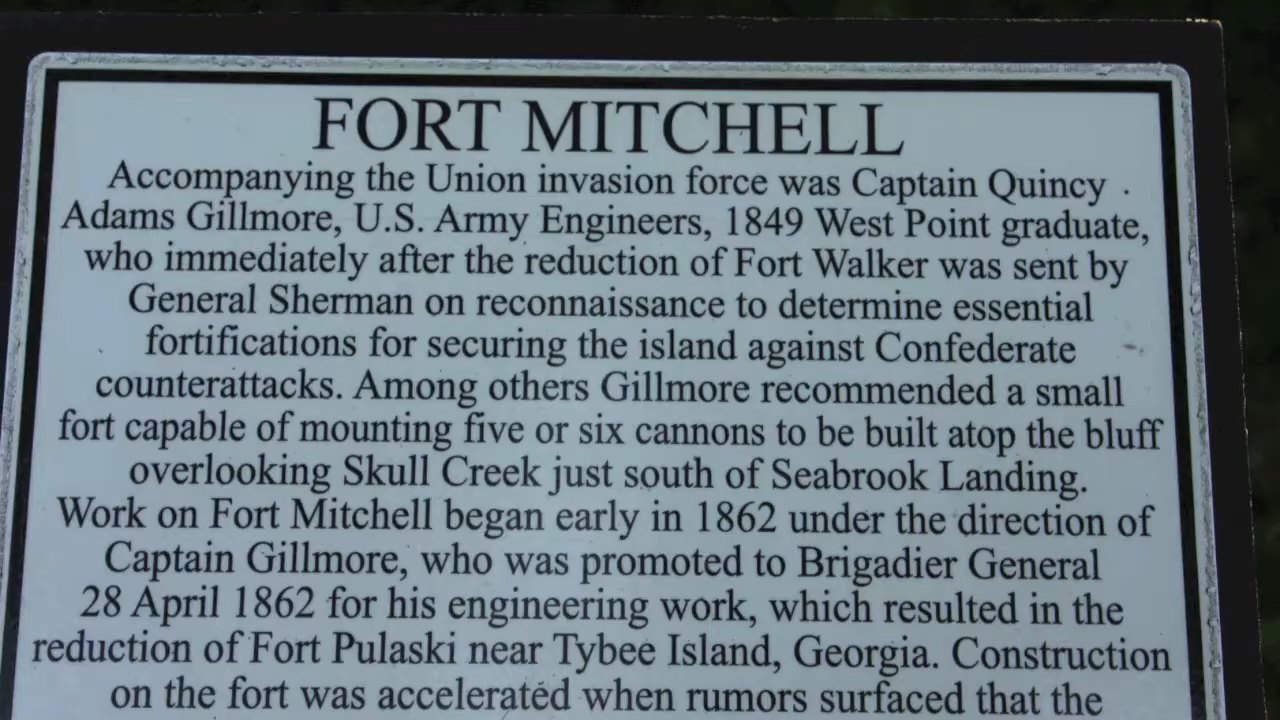 FORT MITCHELL
Accompanying the Union invasion force was Captain Quincy
Adams Gillmore, U.S. Army Engineers, 1849 West Point graduate,
who immediately after the reduction of Fort Walker was sent by
General Sherman on reconnaissance to determine essential
fortifications for securing the island against Confederate
counterattacks. Among others Gillmore recommended a small
fort capable of mounting five or six cannons to be built atop the bluff
overlooking Skull Creek just south of Seabrook Landing.
Work on Fort Mitchell began early in 1862 under the direction of
Captain Gillmore, who was promoted to Brigadier General
28 April 1862 for his engineering work, which resulted in the
reduction of Fort Pulaski near Tybee Island, Georgia. Construction
on the fort was accelerated when rumors surfaced that the